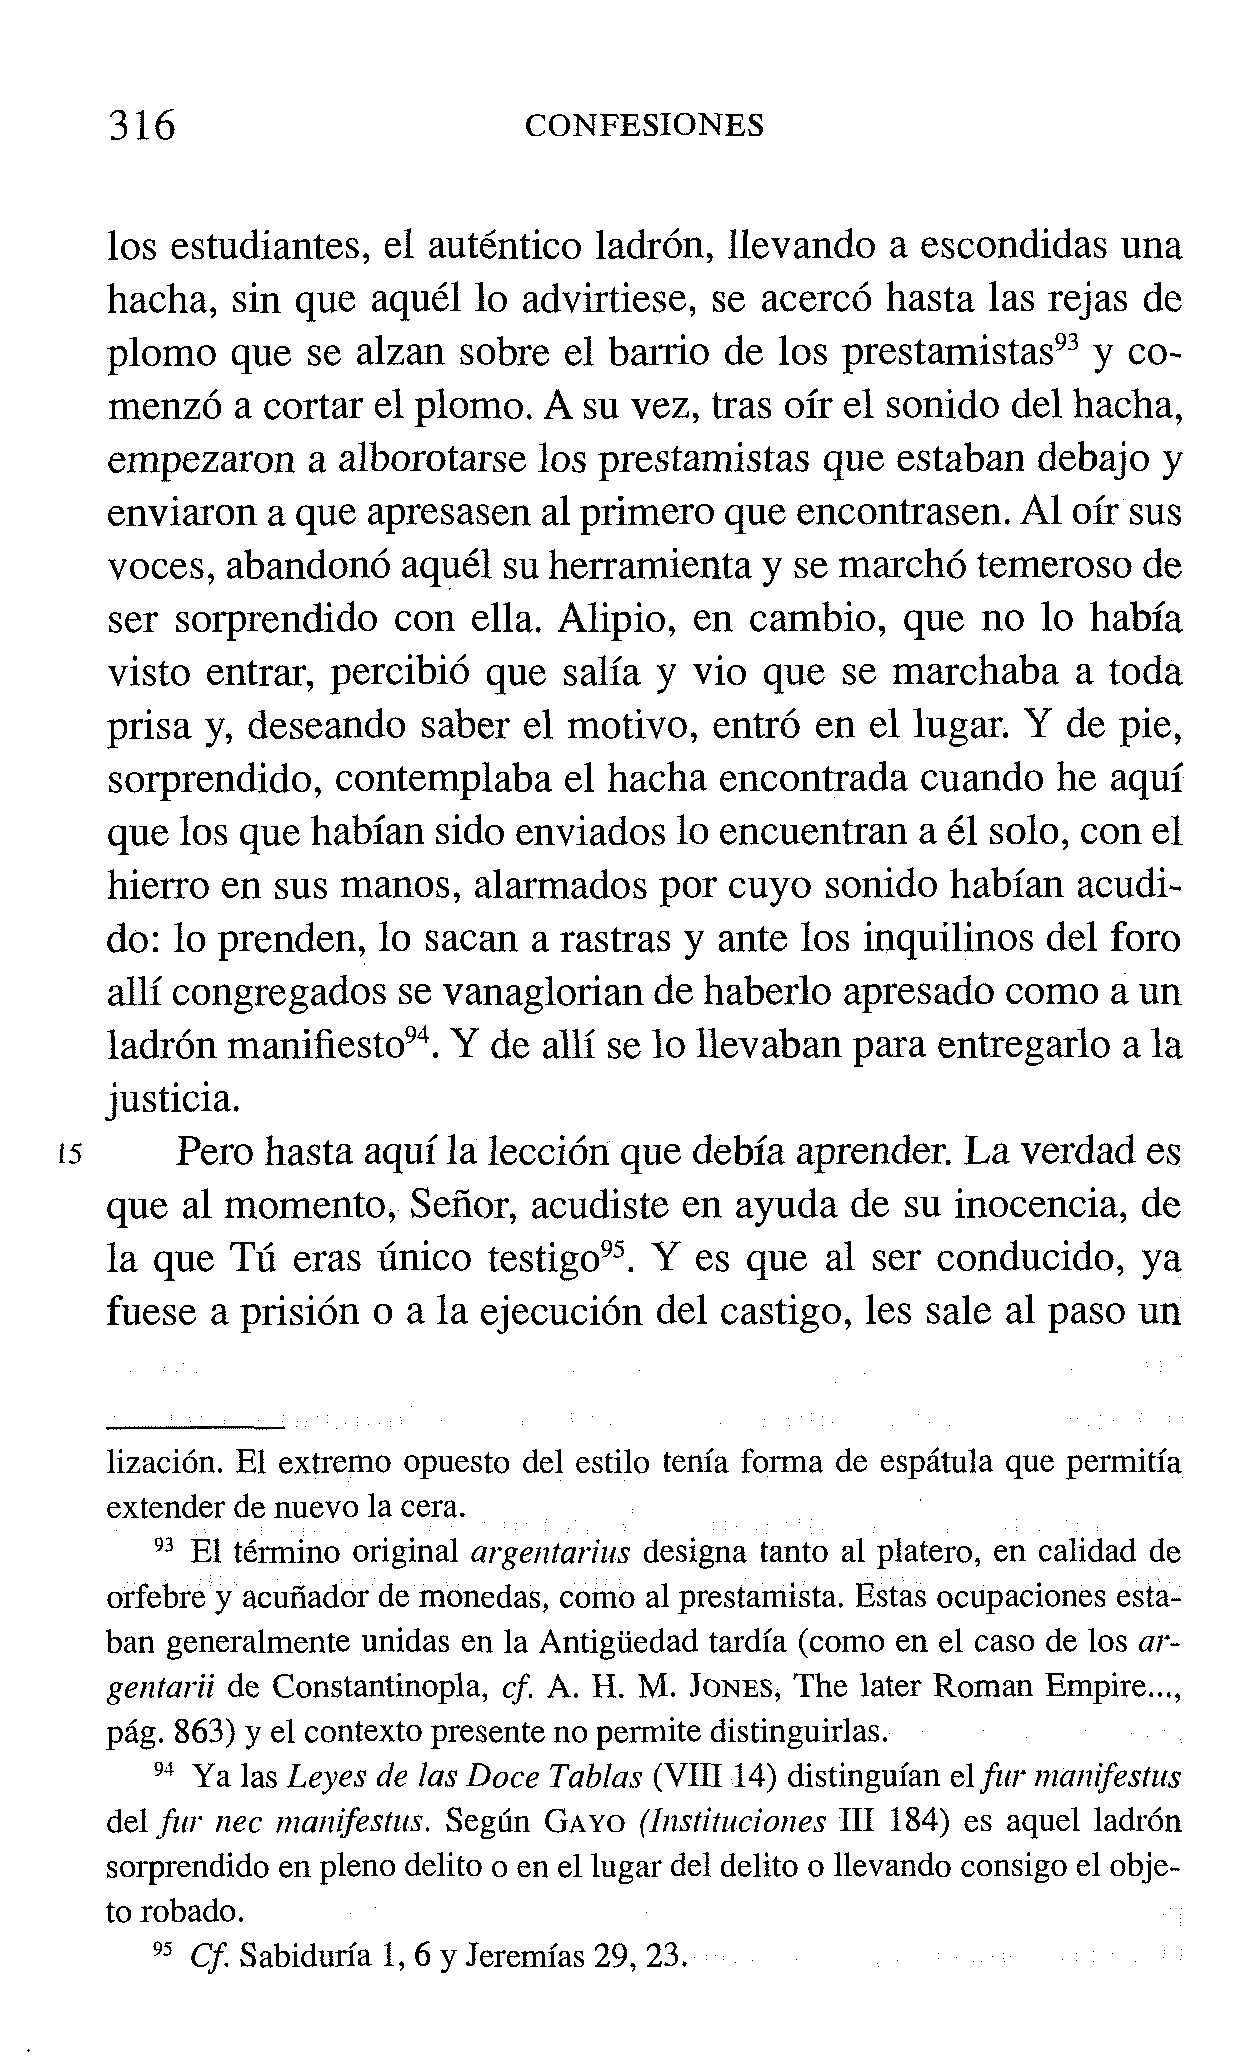 316 CONFESIONES
los estudiantes, el auténtico ladrón, llevando a escondidas una
hacha, sin que aquél lo advirtiese, se acercó hasta las rejas de
plomo que se alzan sobre el barrio de los prestamistas⁹³ y co-
menzó a cortar el plomo. A su vez, tras oír el sonido del hacha,
empezaron a alborotarse los prestamistas que estaban debajo y
enviaron a que apresasen al primero que encontrasen. Al oír sus
voces, abandonó aquél su herramienta y se marchó temeroso de
ser sorprendido con ella. Alipio, en cambio, que no lo había
visto entrar, percibió que salía y vio que se marchaba a toda
prisa y, deseando saber el motivo, entró en el lugar. Y de pie,
sorprendido, contemplaba el hacha encontrada cuando he aquí
que los que habían sido enviados lo encuentran a él solo, con el
hierro en sus manos, alarmados por cuyo sonido habían acudi-
do: lo prenden, lo sacan a rastras y ante los inquilinos del foro
allí congregados se vanaglorian de haberlo apresado como a un
ladrón manifiesto⁹⁴. Y de allí se lo llevaban para entregarlo a la
justicia.
15 Pero hasta aquí la lección que debía aprender. La verdad es
que al momento, Señor, acudiste en ayuda de su inocencia, de
la que Tú eras único testigo⁹⁵. Y es que al ser conducido, ya
fuese a prisión o a la ejecución del castigo, les sale al paso un
lización. El extremo opuesto del estilo tenía forma de espátula que permitía
extender de nuevo la cera.
⁹³ El término original argentarius designa tanto al platero, en calidad de
orfebre y acuñador de monedas, como al prestamista. Estas ocupaciones esta-
ban generalmente unidas en la Antigüedad tardía (como en el caso de los ar-
gentarii de Constantinopla, cf. A. H. M. JONES, The later Roman Empire...,
pág. 863) y el contexto presente no permite distinguirlas.
⁹⁴ Ya las Leyes de las Doce Tablas (VIII 14) distinguían el fur manifestus
del fur nec manifestus. Según GAYO (Instituciones III 184) es aquel ladrón
sorprendido en pleno delito o en el lugar del delito o llevando consigo el obje-
to robado.
⁹⁵ Cf. Sabiduría 1, 6 y Jeremías 29, 23.